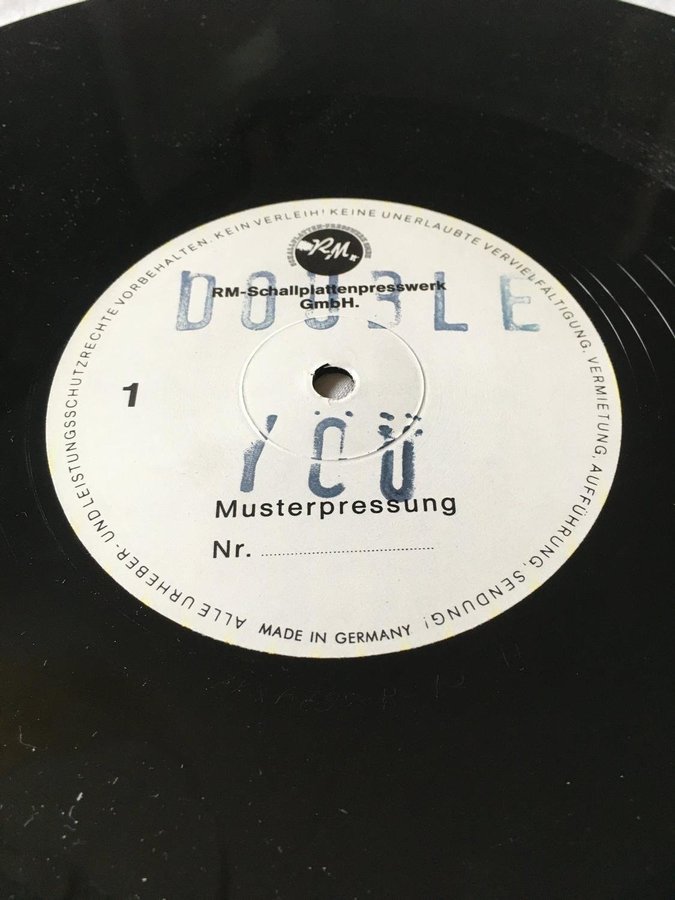 ALLE URHEBER- UND LEISTUNGSSCHUTZRECHTE VORBEHALTEN. KEIN VERLEIH! KEINE UNERLAUBTE VERVIELFÄLTIGUNG, VERMIETUNG, AUFFÜHRUNG, SENDUNG!
RM
DOUBLE
RM-Schallplattenpresswerk
GmbH.
1
YOU
Musterpressung
Nr.
MADE IN GERMANY